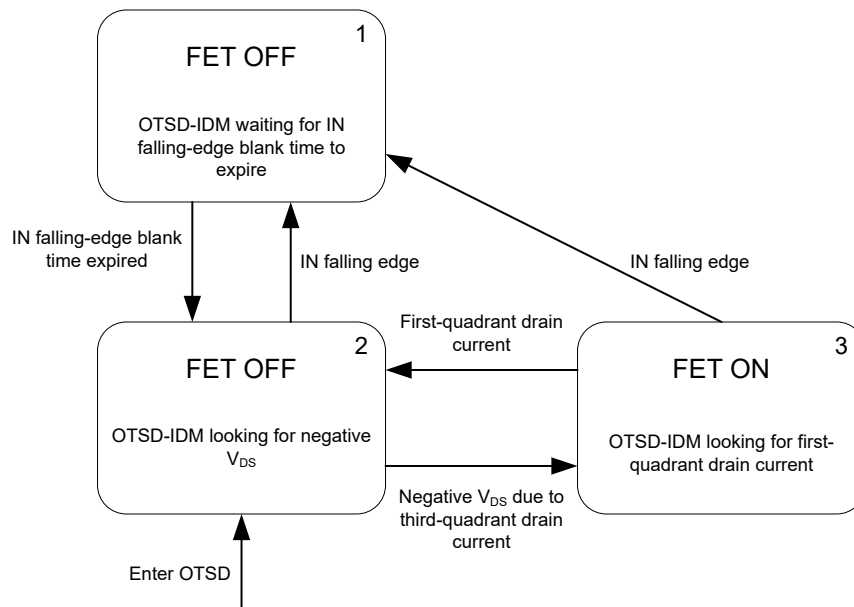 1
FET OFF
OTSD-IDM waiting for IN
falling-edge blank time to
expire
IN falling-edge blank
time expired
IN falling edge
IN falling edge
First-quadrant drain
current
2
FET OFF
OTSD-IDM looking for negative
V_DS
3
FET ON
OTSD-IDM looking for first-
quadrant drain current
Negative V_DS due to
third-quadrant drain
current
Enter OTSD